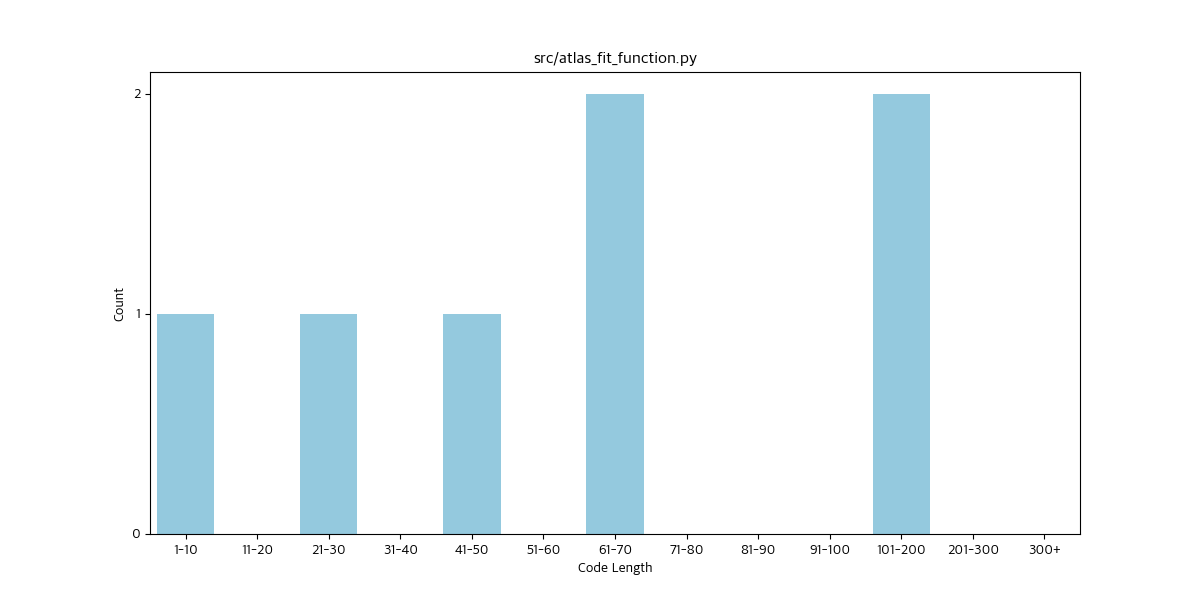 src/atlas_fit_function.py
Count
2
1
0
1-10 11-20 21-30 31-40 41-50 51-60 61-70 71-80 81-90 91-100 101-200 201-300 300+
Code Length